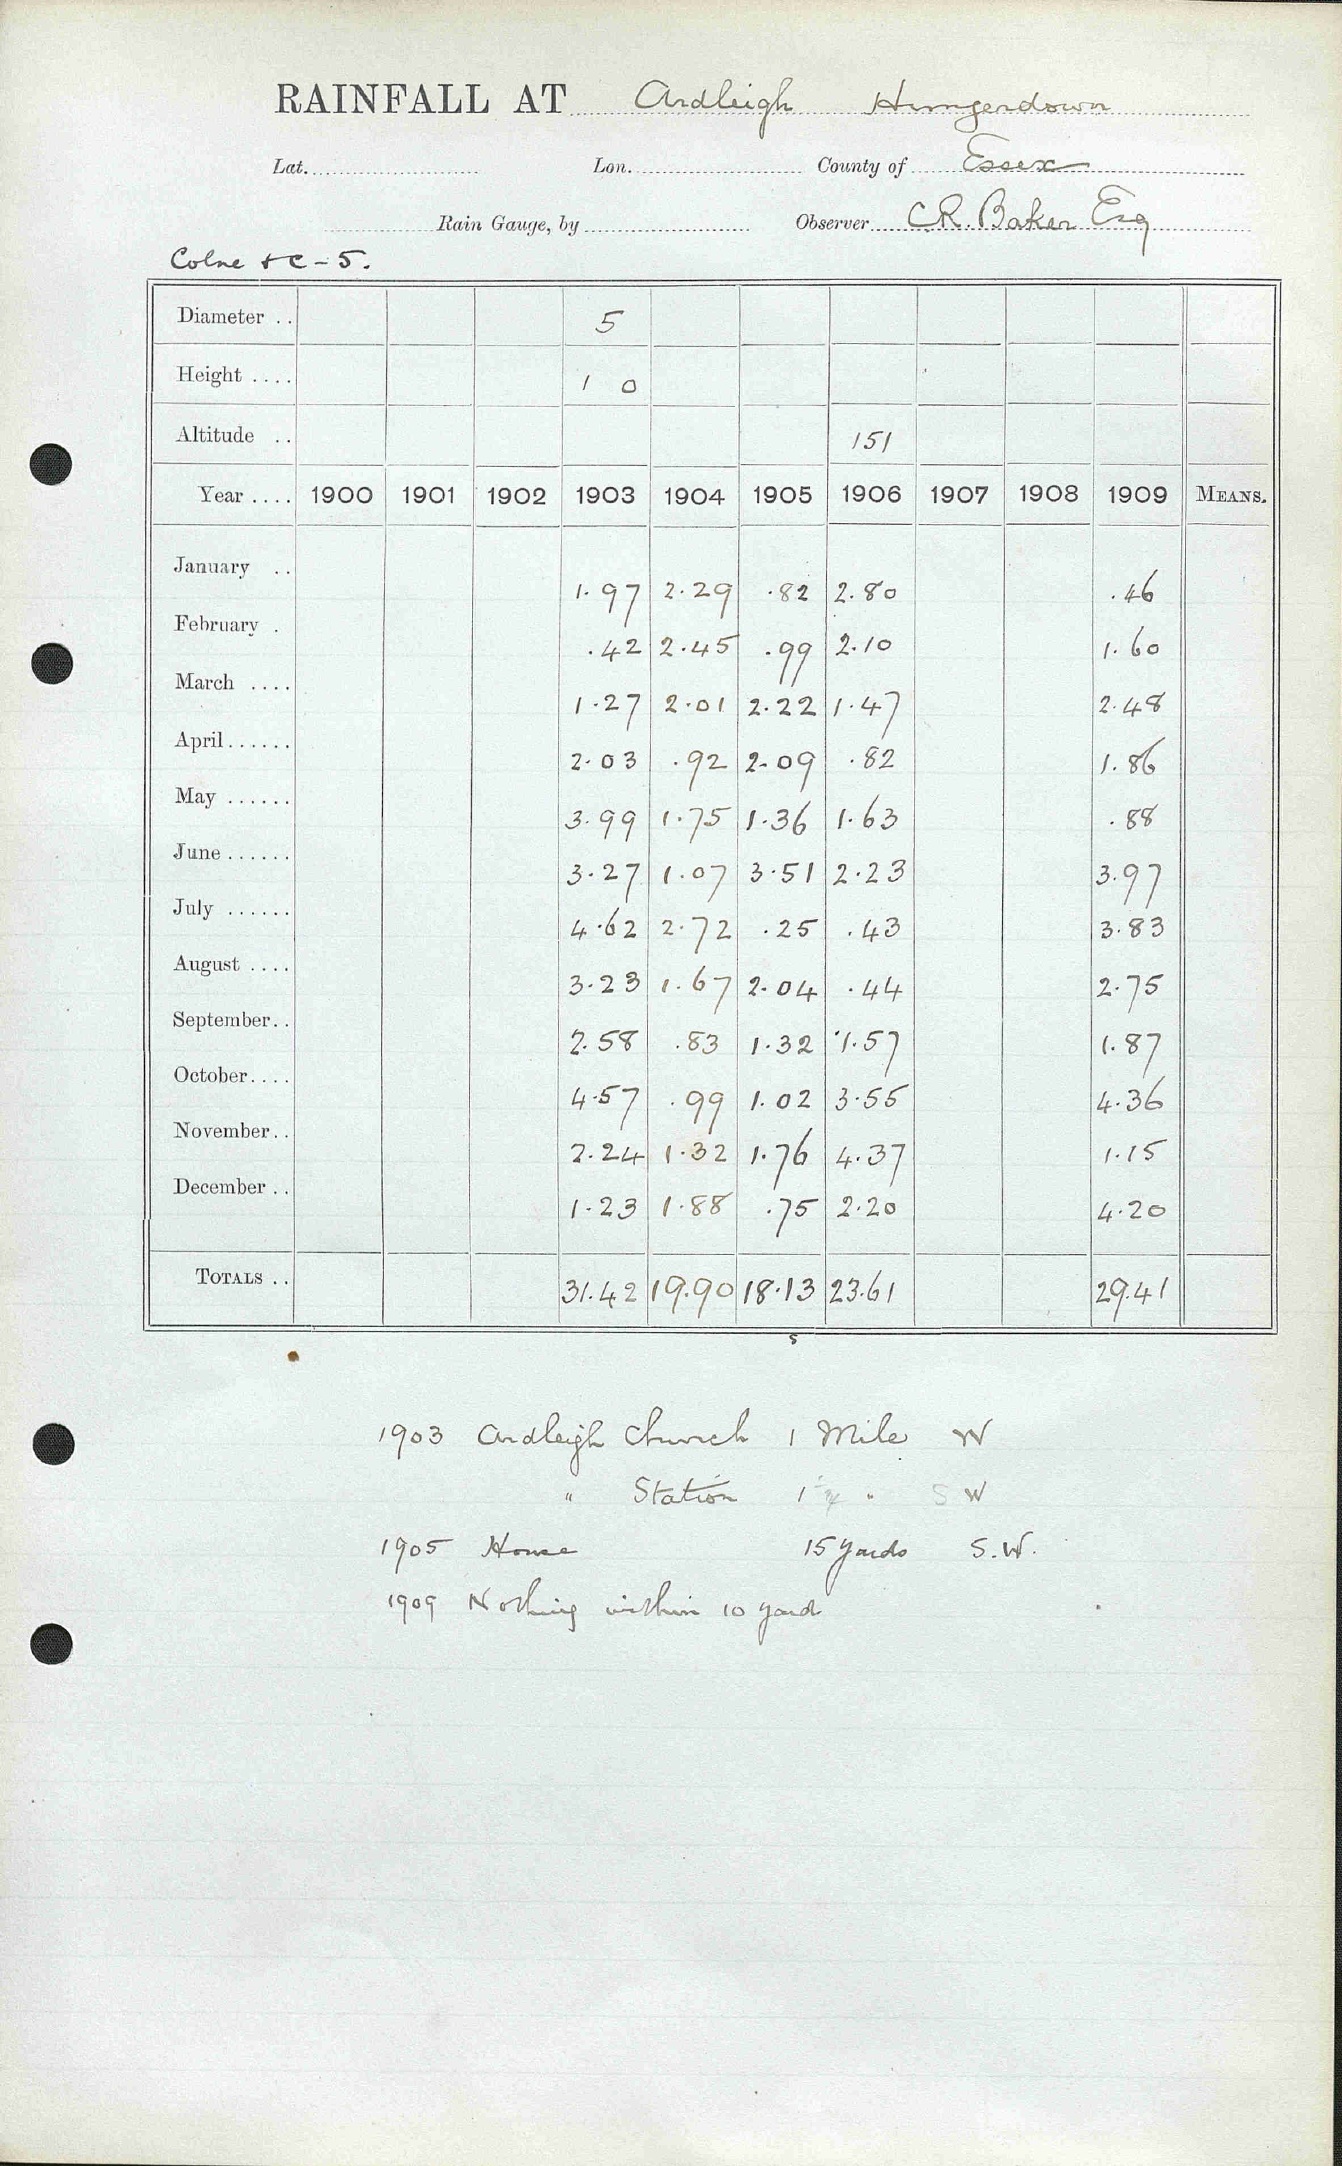 RAINFALL AT Ardleigh Hungerdown
Lat. Lon. County of Essex
Rain Gauge, by Observer C.R. Baker Esq
Colne &c - 5.
Diameter .. 5
Height .... 1 0
Altitude .. 151
Year .... 1900 1901 1902 1903 1904 1905 1906 1907 1908 1909 MEANS.
January .. 1.97 2.29 .82 2.80 .46
February . .42 2.45 .99 2.10 1.60
March .... 1.27 2.01 2.22 1.47 2.48
April ...... 2.03 .92 2.09 .82 1.86
May ...... 3.99 1.75 1.36 1.63 .88
June ...... 3.27 1.07 3.51 2.23 3.97
July ...... 4.62 2.72 .25 .43 3.83
August .... 3.23 1.67 2.04 .44 2.75
September.. 2.58 .83 1.32 1.57 1.87
October.... 4.57 .99 1.02 3.55 4.36
November.. 2.24 1.32 1.76 4.37 1.15
December .. 1.23 1.88 .75 2.20 4.20
TOTALS .. 31.42 19.90 18.13 23.61 29.41
1903 Ardleigh Church 1 Mile W
" Station 1 " S W
1905 House 15 yards S.W.
1909 Nothing within 10 yard